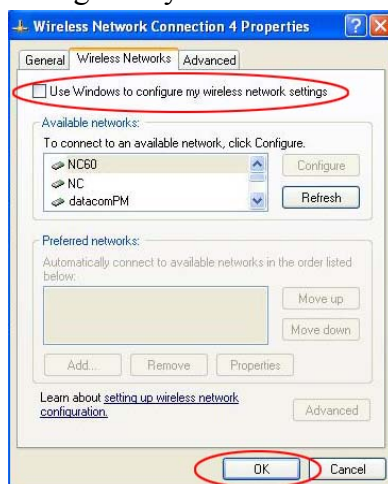 Wireless Network Connection 4 Properties
General Wireless Networks Advanced
Use Windows to configure my wireless network settings
Available networks:
To connect to an available network, click Configure.
NC60
NC
datacomPM
Configure
Refresh
Preferred networks:
Automatically connect to available networks in the order listed
below:
Move up
Move down
Add... Remove Properties
Learn about setting up wireless network
configuration.
Advanced
OK Cancel